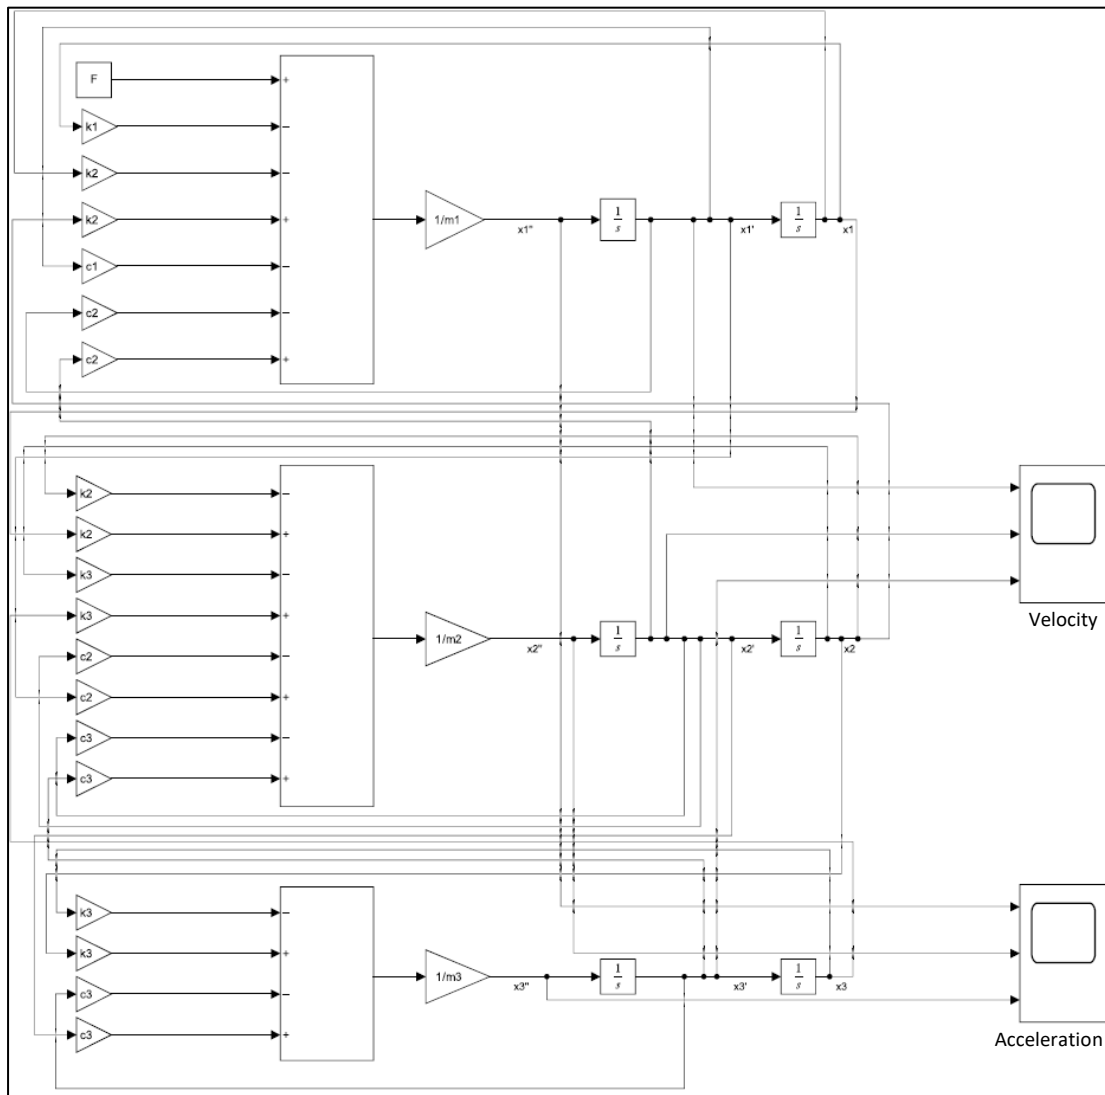 F
+
k1
−
k2
−
k2
+
1/m1
x1''
1
s
x1'
1
s
x1
c1
−
c2
−
c2
+
k2
−
k2
+
k3
−
k3
+
Velocity
1/m2
x2''
1
s
x2'
1
s
x2
c2
−
c2
+
c3
−
c3
+
k3
−
k3
+
1/m3
x3''
1
s
x3'
1
s
x3
c3
−
c3
+
Acceleration